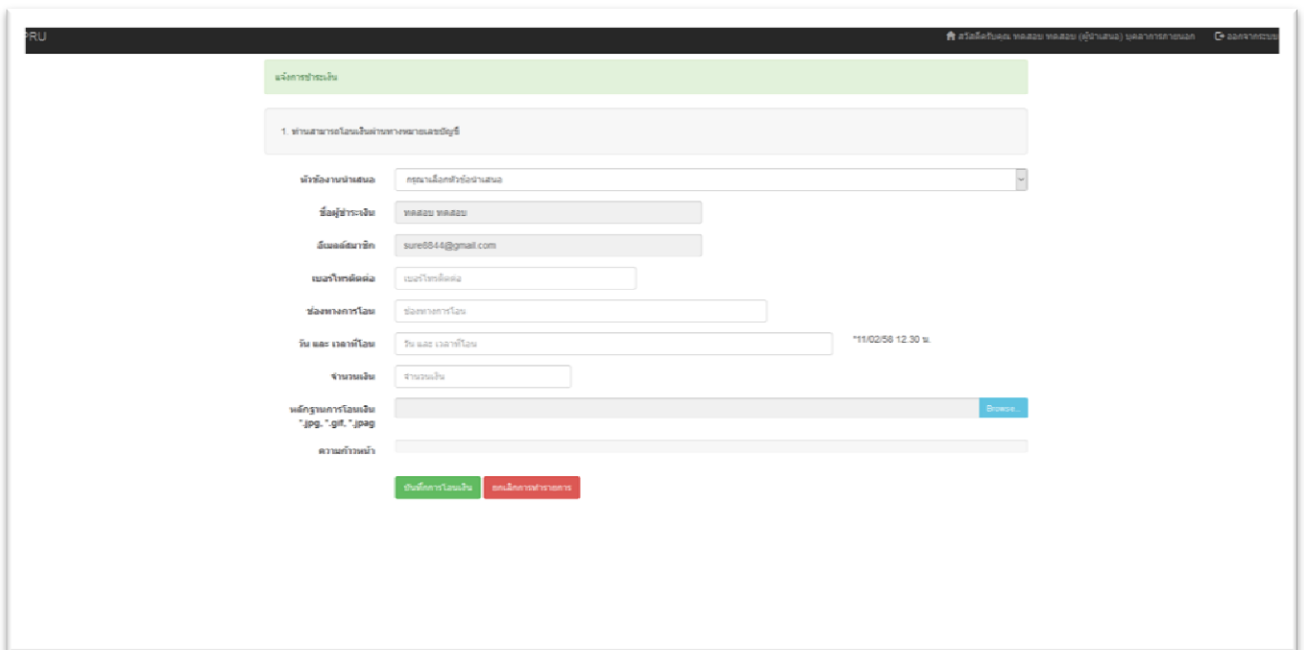 PRU
สวัสดีครับคุณ ทดสอบ ทดสอบ (ผู้นำเสนอ) บุคลาการภายนอก ออกจากระบบ
แจ้งการชำระเงิน
1. ท่านสามารถโอนเงินผ่านทางหมายเลขบัญชี
หัวข้องานนำเสนอ กรุณาเลือกหัวข้อนำเสนอ
ชื่อผู้ชำระเงิน ทดสอบ ทดสอบ
อีเมลล์สมาชิก sure8844@gmail.com
เบอร์โทรติดต่อ เบอร์โทรติดต่อ
ช่องทางการโอน ช่องทางการโอน
วัน และ เวลาที่โอน วัน และ เวลาที่โอน *11/02/58 12.30 น.
จำนวนเงิน จำนวนเงิน
หลักฐานการโอนเงิน Browse...
*.jpg, *.gif, *.jpag
ความก้าวหน้า
บันทึกการโอนเงิน ยกเลิกการทำรายการ